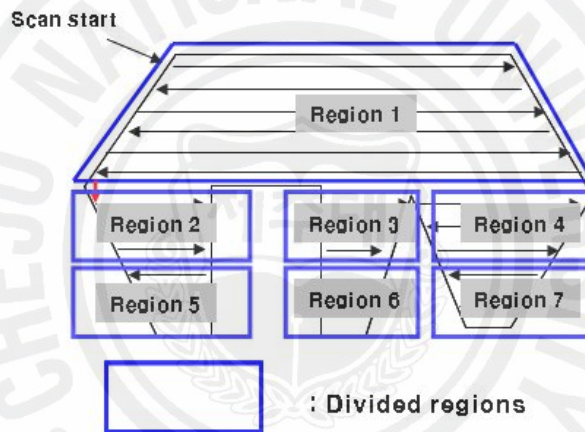 Scan start
Region 1
Region 2
Region 3
Region 4
Region 5
Region 6
Region 7
: Divided regions